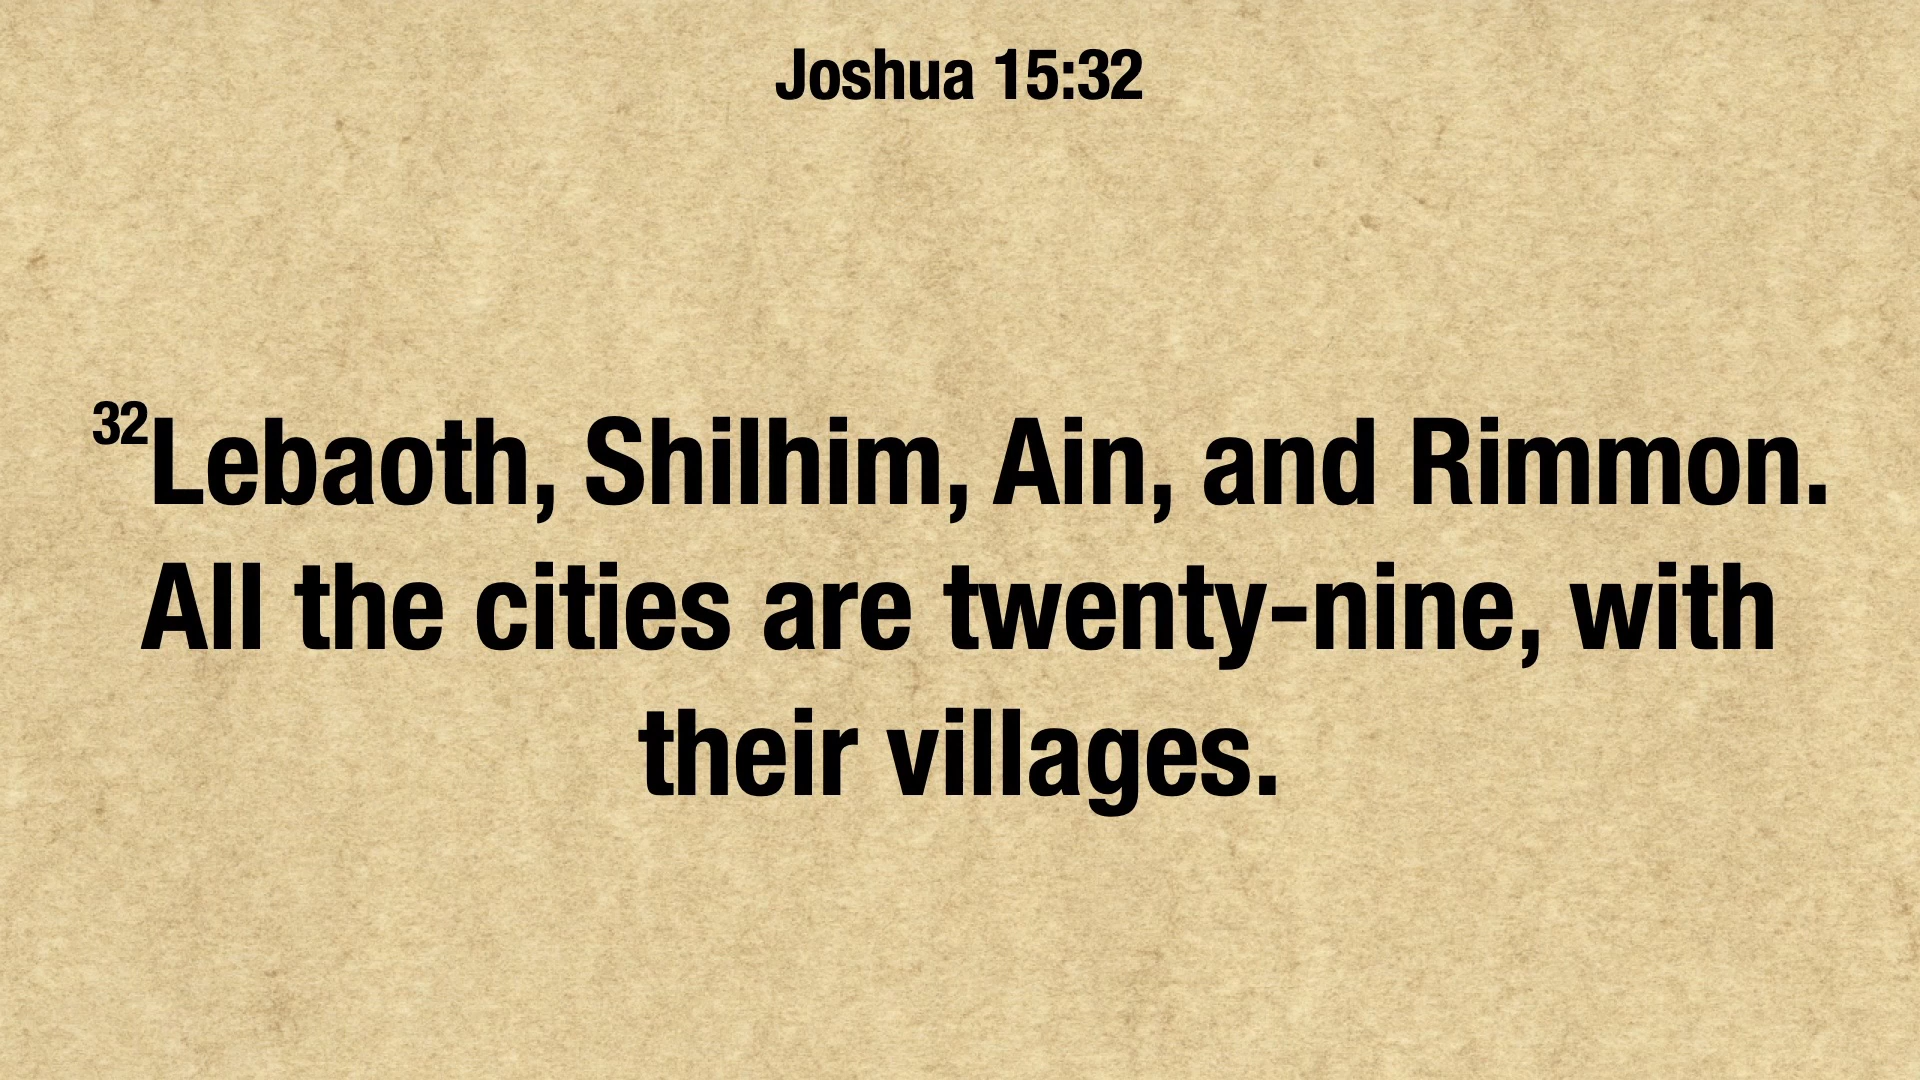 Joshua 15:32
32Lebaoth, Shilhim, Ain, and Rimmon.
All the cities are twenty-nine, with
their villages.